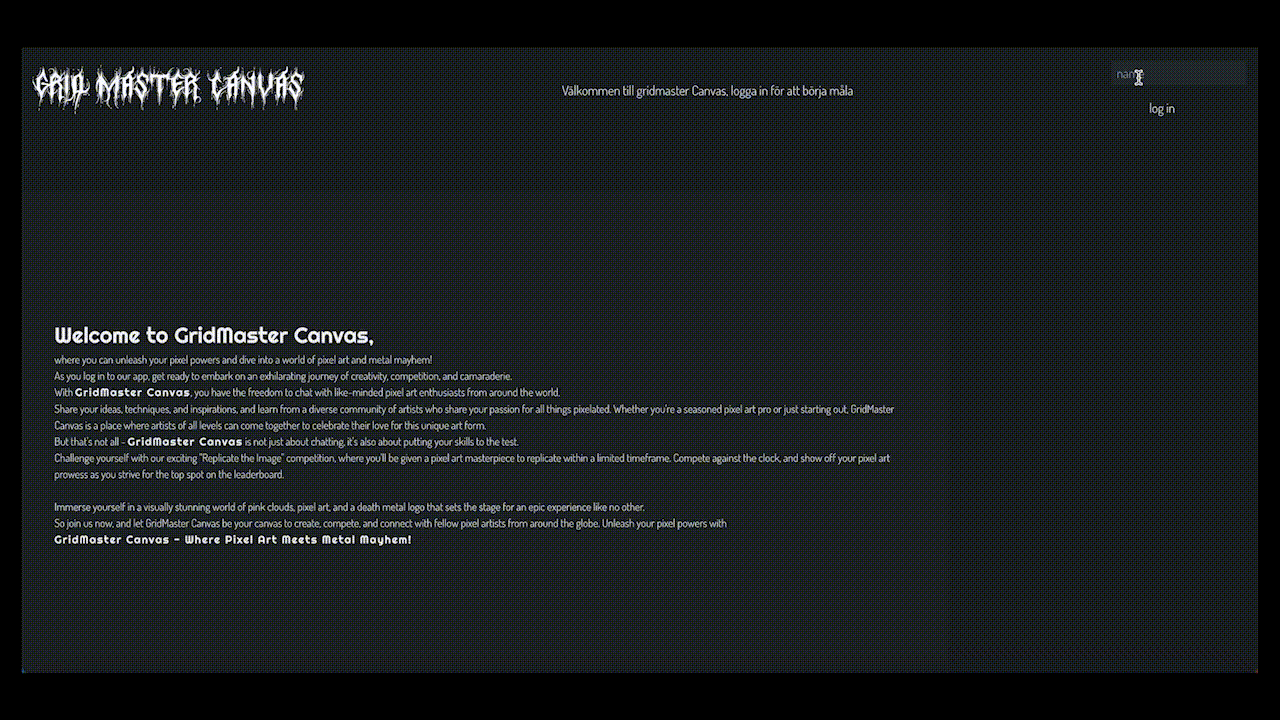 GRID MASTER CANVAS
Välkommen till gridmaster Canvas, logga in för att börja måla
name
log in
Welcome to GridMaster Canvas,
where you can unleash your pixel powers and dive into a world of pixel art and metal mayhem!
As you log in to our app, get ready to embark on an exhilarating journey of creativity, competition, and camaraderie.
With GridMaster Canvas, you have the freedom to chat with like-minded pixel art enthusiasts from around the world.
Share your ideas, techniques, and inspirations, and learn from a diverse community of artists who share your passion for all things pixelated. Whether you're a seasoned pixel art pro or just starting out, GridMaster
Canvas is a place where artists of all levels can come together to celebrate their love for this unique art form.
But that's not all - GridMaster Canvas is not just about chatting, it's also about putting your skills to the test.
Challenge yourself with our exciting "Replicate the Image" competition, where you'll be given a pixel art masterpiece to replicate within a limited timeframe. Compete against the clock, and show off your pixel art
prowess as you strive for the top spot on the leaderboard.
Immerse yourself in a visually stunning world of pink clouds, pixel art, and a death metal logo that sets the stage for an epic experience like no other.
So join us now, and let GridMaster Canvas be your canvas to create, compete, and connect with fellow pixel artists from around the globe. Unleash your pixel powers with
GridMaster Canvas - Where Pixel Art Meets Metal Mayhem!